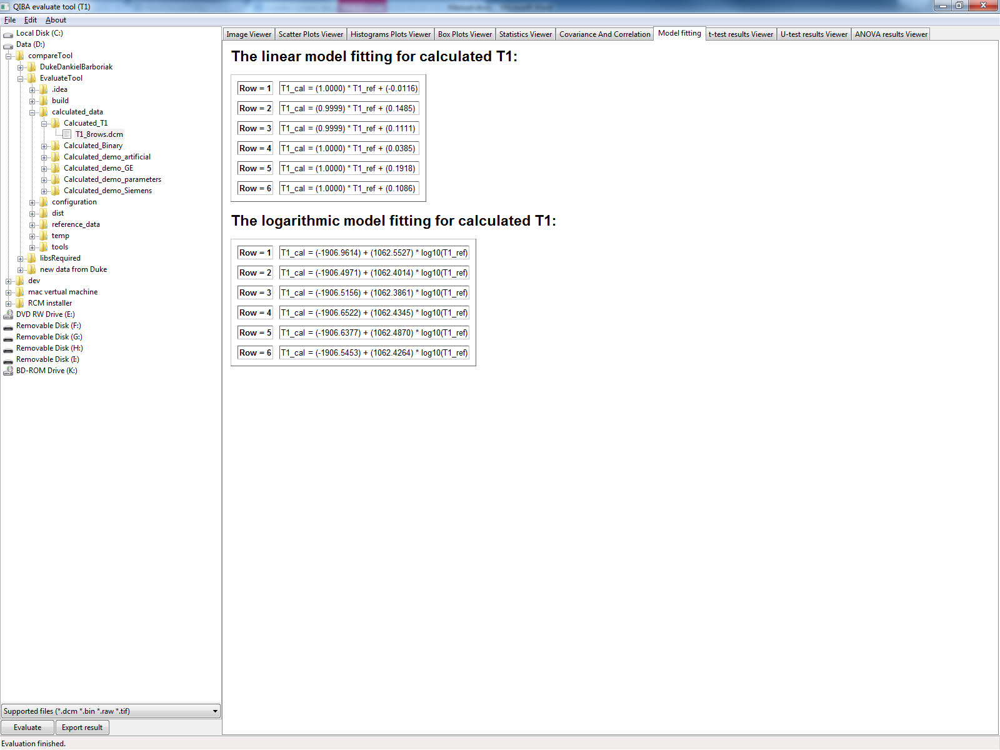 QIBA evaluate tool (T1)
File Edit About
Local Disk (C:)
Data (D:)
compareTool
DukeDankielBarboriak
EvaluateTool
.idea
build
calculated_data
Calcuated_T1
T1_8rows.dcm
Calculated_Binary
Calculated_demo_artificial
Calculated_demo_GE
Calculated_demo_parameters
Calculated_demo_Siemens
configuration
dist
reference_data
temp
tools
libsRequired
new data from Duke
dev
mac vertual machine
RCM installer
DVD RW Drive (E:)
Removable Disk (F:)
Removable Disk (G:)
Removable Disk (H:)
Removable Disk (I:)
BD-ROM Drive (K:)
Supported files (*.dcm *.bin *.raw *.tif)
Evaluate Export result
Evaluation finished.
Image Viewer Scatter Plots Viewer Histograms Plots Viewer Box Plots Viewer Statistics Viewer Covariance And Correlation Model fitting t-test results Viewer U-test results Viewer ANOVA results Viewer
The linear model fitting for calculated T1:
Row = 1 T1_cal = (1.0000) * T1_ref + (-0.0116)
Row = 2 T1_cal = (0.9999) * T1_ref + (0.1485)
Row = 3 T1_cal = (0.9999) * T1_ref + (0.1111)
Row = 4 T1_cal = (1.0000) * T1_ref + (0.0385)
Row = 5 T1_cal = (1.0000) * T1_ref + (0.1918)
Row = 6 T1_cal = (1.0000) * T1_ref + (0.1086)
The logarithmic model fitting for calculated T1:
Row = 1 T1_cal = (-1906.9614) + (1062.5527) * log10(T1_ref)
Row = 2 T1_cal = (-1906.4971) + (1062.4014) * log10(T1_ref)
Row = 3 T1_cal = (-1906.5156) + (1062.3861) * log10(T1_ref)
Row = 4 T1_cal = (-1906.6522) + (1062.4345) * log10(T1_ref)
Row = 5 T1_cal = (-1906.6377) + (1062.4870) * log10(T1_ref)
Row = 6 T1_cal = (-1906.5453) + (1062.4264) * log10(T1_ref)